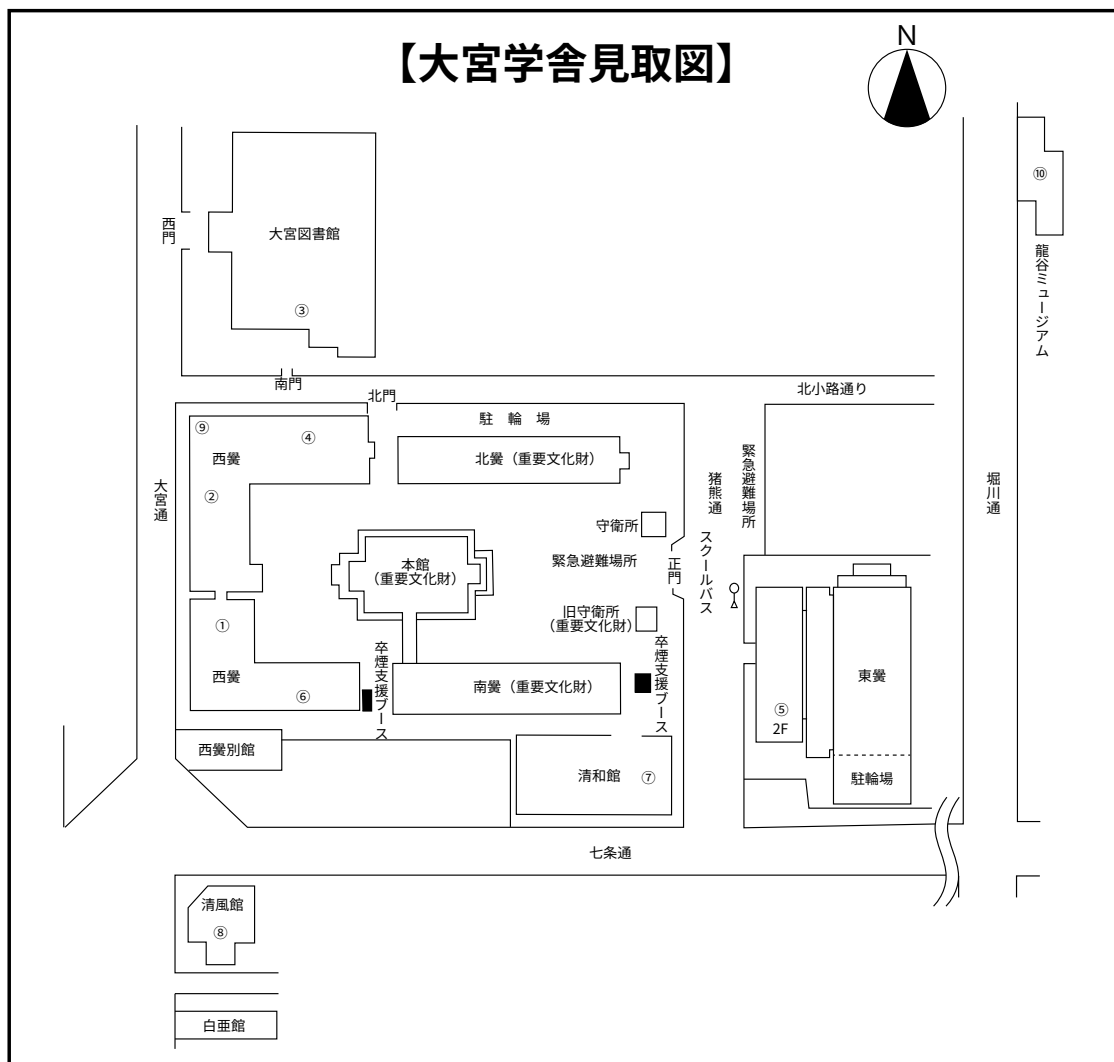 【大宮学舎見取図】
N
⑩
西門
大宮図書館
龍谷ミュージアム
③
南門
北小路通り
北門
駐 輪 場
⑨
④
西黌
北黌(重要文化財)
緊急避難場所
猪熊通
堀川通
大宮通
②
守衛所
スクールバス
緊急避難場所
正門
本館
(重要文化財)
旧守衛所
(重要文化財)
①
卒煙支援ブース
卒煙支援ブース
西黌
南黌(重要文化財)
東黌
⑥
⑤
2F
西黌別館
清和館
⑦
駐輪場
七条通
清風館
⑧
白亜館